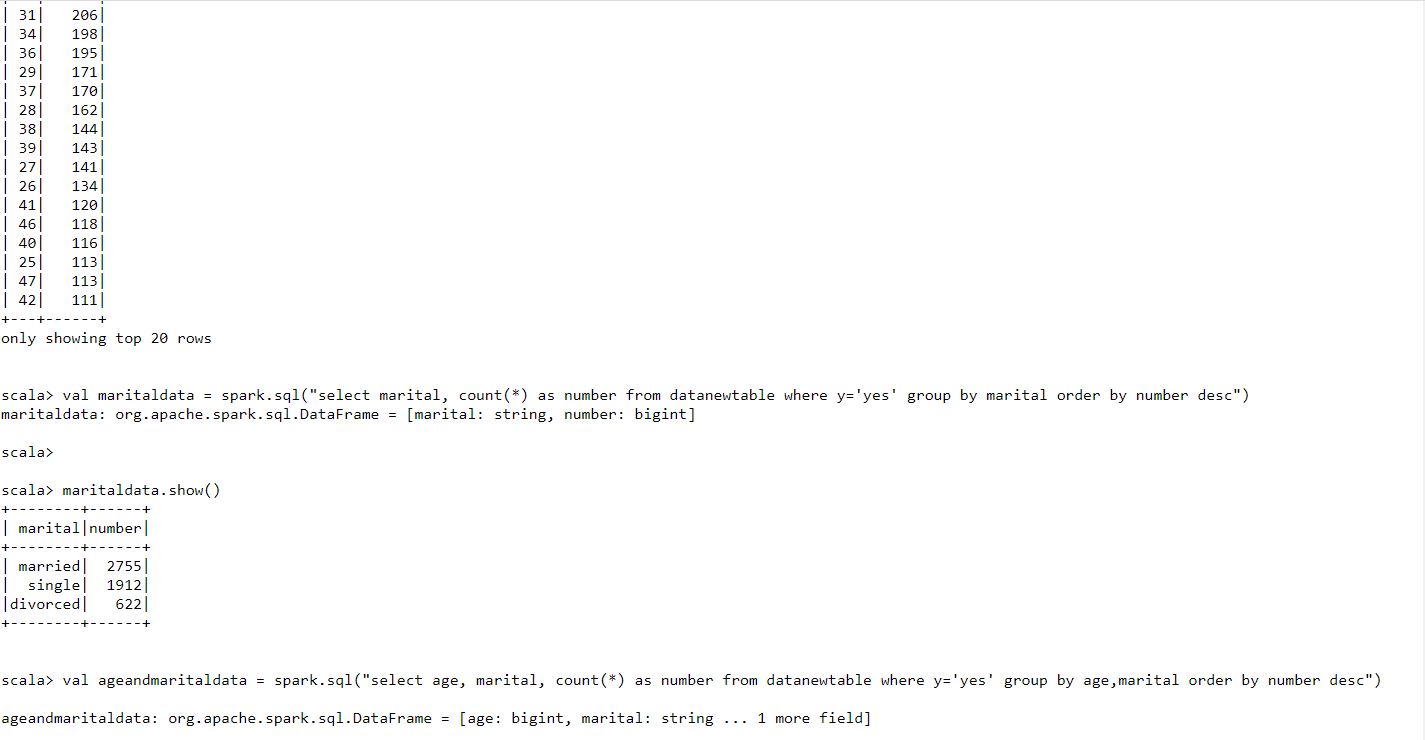 | 31|   206|
| 34|   198|
| 36|   195|
| 29|   171|
| 37|   170|
| 28|   162|
| 38|   144|
| 39|   143|
| 27|   141|
| 26|   134|
| 41|   120|
| 46|   118|
| 40|   116|
| 25|   113|
| 47|   113|
| 42|   111|
+---+------+
only showing top 20 rows
scala> val maritaldata = spark.sql("select marital, count(*) as number from datanewtable where y='yes' group by marital order by number desc")
maritaldata: org.apache.spark.sql.DataFrame = [marital: string, number: bigint]
scala>
scala> maritaldata.show()
+--------+------+
| marital|number|
+--------+------+
| married|  2755|
|  single|  1912|
|divorced|   622|
+--------+------+
scala> val ageandmaritaldata = spark.sql("select age, marital, count(*) as number from datanewtable where y='yes' group by age,marital order by number desc")
ageandmaritaldata: org.apache.spark.sql.DataFrame = [age: bigint, marital: string ... 1 more field]